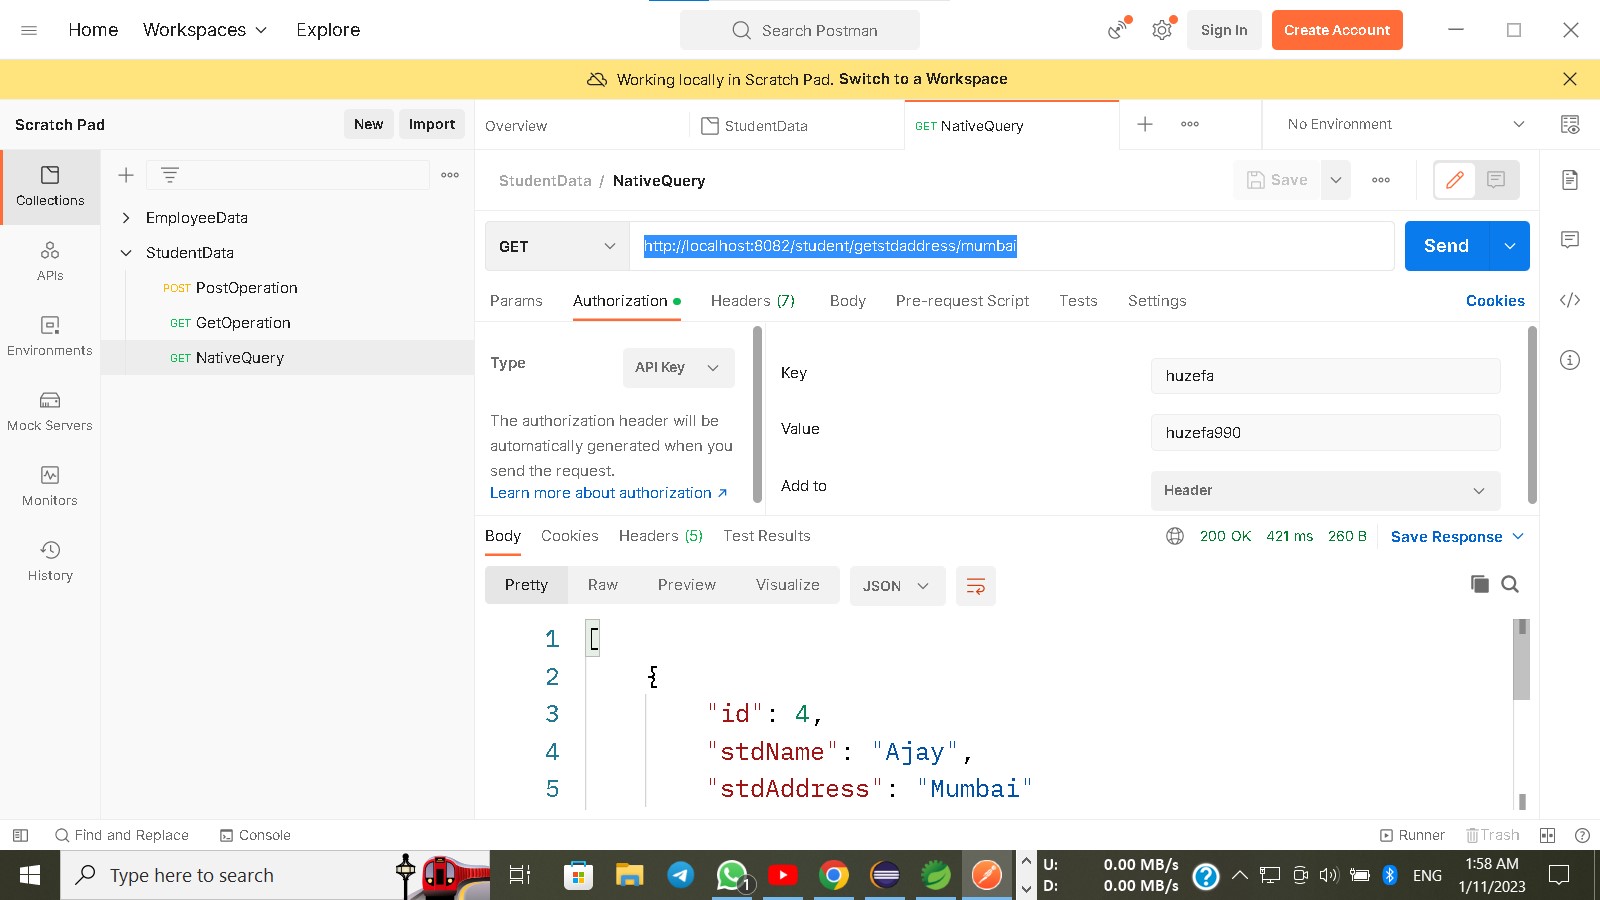 Home Workspaces Explore Search Postman Sign In Create Account
Working locally in Scratch Pad. Switch to a Workspace
Scratch Pad New Import Overview StudentData GET NativeQuery No Environment
StudentData / NativeQuery Save
Collections
EmployeeData
StudentData
POST PostOperation
GET GetOperation
GET NativeQuery
APIs
Environments
Mock Servers
Monitors
History
GET http://localhost:8082/student/getstdaddress/mumbai Send
Params Authorization Headers (7) Body Pre-request Script Tests Settings Cookies
Type API Key
The authorization header will be
automatically generated when you
send the request.
Learn more about authorization ↗
Key huzefa
Value huzefa990
Add to Header
Body Cookies Headers (5) Test Results 200 OK 421 ms 260 B Save Response
Pretty Raw Preview Visualize JSON
1 [
2 {
3 "id": 4,
4 "stdName": "Ajay",
5 "stdAddress": "Mumbai"
Find and Replace Console Runner Trash
Type here to search 1 U: 0.00 MB/s ENG 1:58 AM
D: 0.00 MB/s 1/11/2023